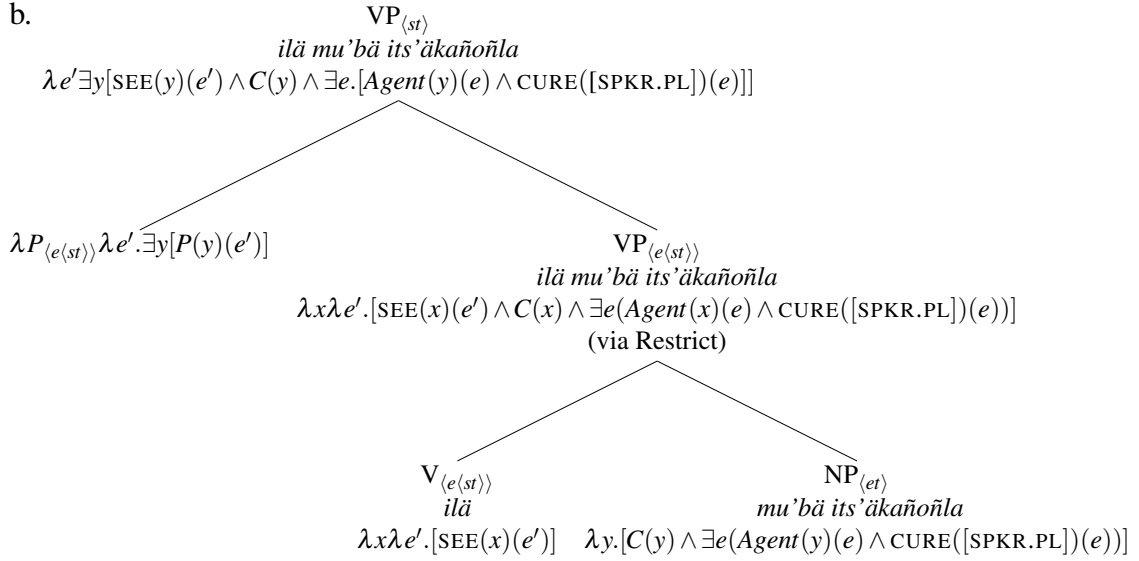 b.
VP⟨st⟩
ilä mu’bä its’äkañoñla
λe′∃y[SEE(y)(e′) ∧ C(y) ∧ ∃e.[Agent(y)(e) ∧ CURE([SPKR.PL])(e)]]
λP⟨e⟨st⟩⟩λe′.∃y[P(y)(e′)]
VP⟨e⟨st⟩⟩
ilä mu’bä its’äkañoñla
λxλe′.[SEE(x)(e′) ∧ C(x) ∧ ∃e(Agent(x)(e) ∧ CURE([SPKR.PL])(e))]
(via Restrict)
V⟨e⟨st⟩⟩
ilä
λxλe′.[SEE(x)(e′)]
NP⟨et⟩
mu’bä its’äkañoñla
λy.[C(y) ∧ ∃e(Agent(y)(e) ∧ CURE([SPKR.PL])(e))]